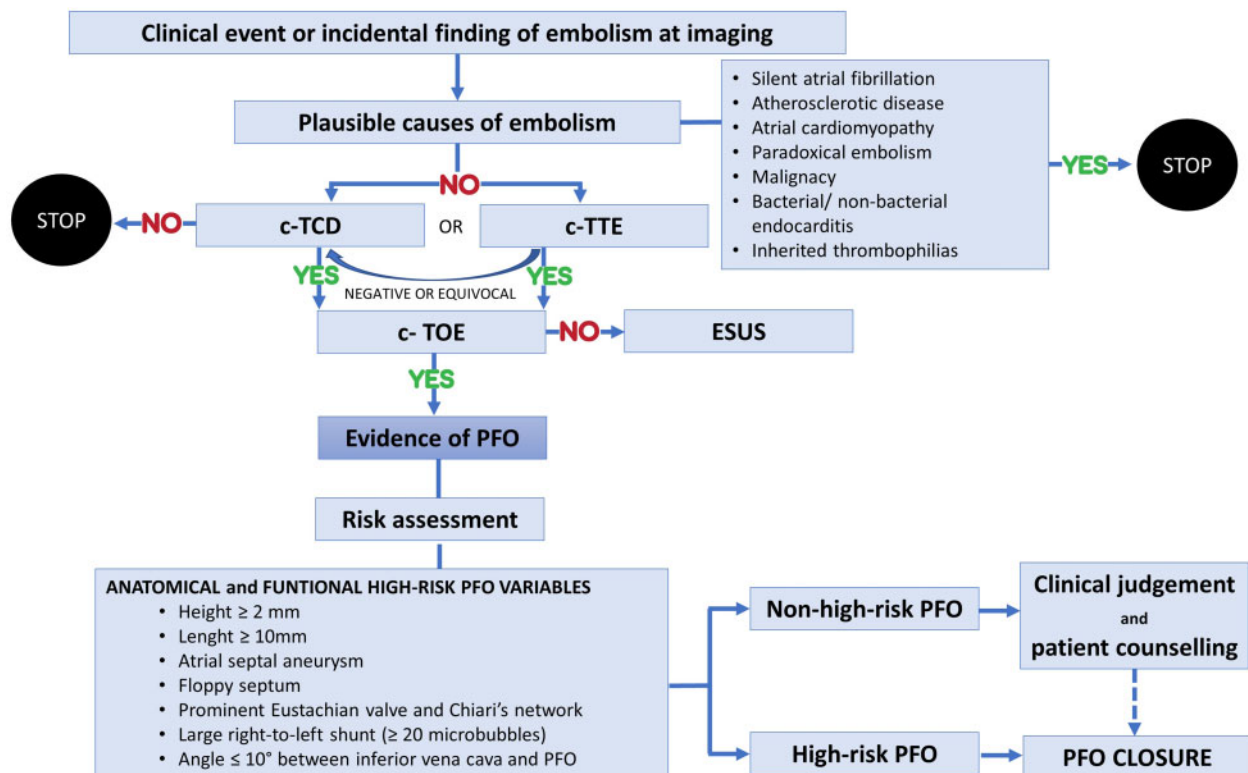 Clinical event or incidental finding of embolism at imaging
Plausible causes of embolism
• Silent atrial fibrillation
• Atherosclerotic disease
• Atrial cardiomyopathy
• Paradoxical embolism
• Malignacy
• Bacterial/ non-bacterial
endocarditis
• Inherited thrombophilias
YES
STOP
NO
STOP
NO
c-TCD
OR
c-TTE
YES
YES
NEGATIVE OR EQUIVOCAL
c- TOE
NO
ESUS
YES
Evidence of PFO
Risk assessment
ANATOMICAL and FUNTIONAL HIGH-RISK PFO VARIABLES
• Height ≥ 2 mm
• Lenght ≥ 10mm
• Atrial septal aneurysm
• Floppy septum
• Prominent Eustachian valve and Chiari’s network
• Large right-to-left shunt (≥ 20 microbubbles)
• Angle ≤ 10° between inferior vena cava and PFO
Non-high-risk PFO
Clinical judgement
and
patient counselling
High-risk PFO
PFO CLOSURE